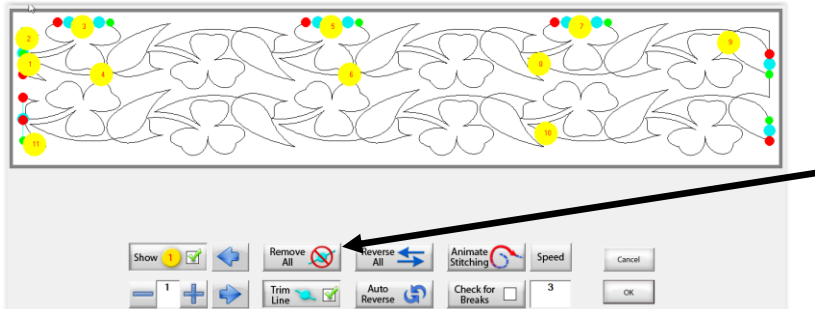 3
5
7
2
9
1
4
6
8
10
11
Show 1
Remove All
Reverse All
Animate Stitching
Speed
Cancel
1
Trim Line
Auto Reverse
Check for Breaks
3
OK